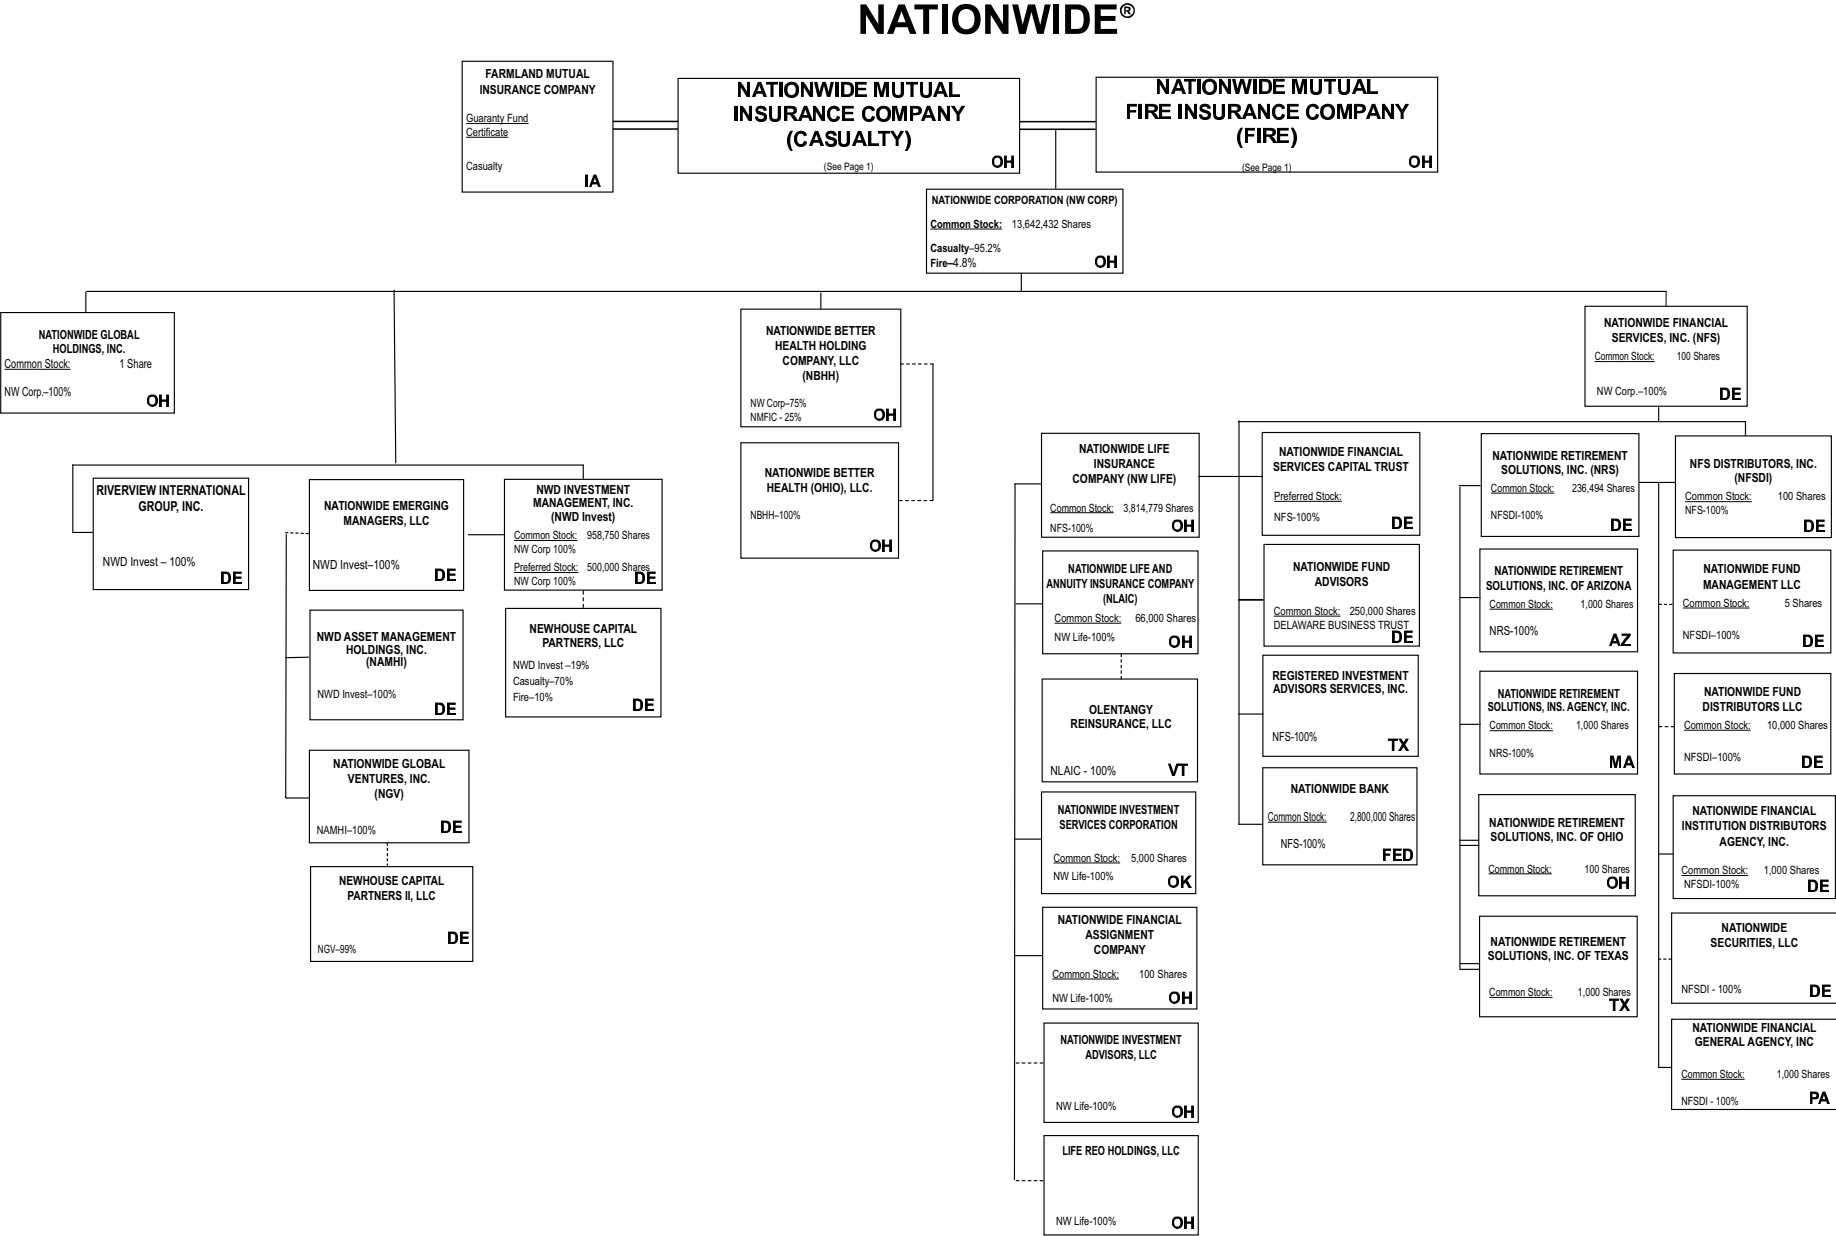 NATIONWIDE®
FARMLAND MUTUAL
INSURANCE COMPANY
Guaranty Fund
Certificate
Casualty
IA
NATIONWIDE MUTUAL
INSURANCE COMPANY
(CASUALTY)
(See Page 1)
OH
NATIONWIDE MUTUAL
FIRE INSURANCE COMPANY
(FIRE)
(See Page 1)
OH
NATIONWIDE CORPORATION (NW CORP)
Common Stock: 13,642,432 Shares
Casualty–95.2%
Fire–4.8%
OH
NATIONWIDE GLOBAL
HOLDINGS, INC.
Common Stock: 1 Share
NW Corp.–100%
OH
NATIONWIDE BETTER
HEALTH HOLDING
COMPANY, LLC
(NBHH)
NW Corp–75%
NMFIC - 25%
OH
NATIONWIDE BETTER
HEALTH (OHIO), LLC.
NBHH–100%
OH
NATIONWIDE FINANCIAL
SERVICES, INC. (NFS)
Common Stock: 100 Shares
NW Corp.–100%
DE
RIVERVIEW INTERNATIONAL
GROUP, INC.
NWD Invest – 100%
DE
NATIONWIDE EMERGING
MANAGERS, LLC
NWD Invest–100%
DE
NWD INVESTMENT
MANAGEMENT, INC.
(NWD Invest)
Common Stock: 958,750 Shares
NW Corp 100%
Preferred Stock: 500,000 Shares
NW Corp 100%
DE
NWD ASSET MANAGEMENT
HOLDINGS, INC.
(NAMHI)
NWD Invest–100%
DE
NEWHOUSE CAPITAL
PARTNERS, LLC
NWD Invest –19%
Casualty–70%
Fire–10%
DE
NATIONWIDE GLOBAL
VENTURES, INC.
(NGV)
NAMHI–100%
DE
NEWHOUSE CAPITAL
PARTNERS II, LLC
NGV–99%
DE
NATIONWIDE LIFE
INSURANCE
COMPANY (NW LIFE)
Common Stock: 3,814,779 Shares
NFS-100%
OH
NATIONWIDE LIFE AND
ANNUITY INSURANCE COMPANY
(NLAIC)
Common Stock: 66,000 Shares
NW Life-100%
OH
OLENTANGY
REINSURANCE, LLC
NLAIC - 100%
VT
NATIONWIDE INVESTMENT
SERVICES CORPORATION
Common Stock: 5,000 Shares
NW Life-100%
OK
NATIONWIDE FINANCIAL
ASSIGNMENT
COMPANY
Common Stock: 100 Shares
NW Life-100%
OH
NATIONWIDE INVESTMENT
ADVISORS, LLC
NW Life-100%
OH
LIFE REO HOLDINGS, LLC
NW Life-100%
OH
NATIONWIDE FINANCIAL
SERVICES CAPITAL TRUST
Preferred Stock:
NFS-100%
DE
NATIONWIDE FUND
ADVISORS
Common Stock: 250,000 Shares
DELAWARE BUSINESS TRUST
DE
REGISTERED INVESTMENT
ADVISORS SERVICES, INC.
NFS-100%
TX
NATIONWIDE BANK
Common Stock: 2,800,000 Shares
NFS-100%
FED
NATIONWIDE RETIREMENT
SOLUTIONS, INC. (NRS)
Common Stock: 236,494 Shares
NFSDI-100%
DE
NATIONWIDE RETIREMENT
SOLUTIONS, INC. OF ARIZONA
Common Stock: 1,000 Shares
NRS-100%
AZ
NATIONWIDE RETIREMENT
SOLUTIONS, INS. AGENCY, INC.
Common Stock: 1,000 Shares
NRS-100%
MA
NATIONWIDE RETIREMENT
SOLUTIONS, INC. OF OHIO
Common Stock: 100 Shares
OH
NATIONWIDE RETIREMENT
SOLUTIONS, INC. OF TEXAS
Common Stock: 1,000 Shares
TX
NFS DISTRIBUTORS, INC.
(NFSDI)
Common Stock: 100 Shares
NFS-100%
DE
NATIONWIDE FUND
MANAGEMENT LLC
Common Stock: 5 Shares
NFSDI–100%
DE
NATIONWIDE FUND
DISTRIBUTORS LLC
Common Stock: 10,000 Shares
NFSDI–100%
DE
NATIONWIDE FINANCIAL
INSTITUTION DISTRIBUTORS
AGENCY, INC.
Common Stock: 1,000 Shares
NFSDI-100%
DE
NATIONWIDE
SECURITIES, LLC
NFSDI - 100%
DE
NATIONWIDE FINANCIAL
GENERAL AGENCY, INC
Common Stock: 1,000 Shares
NFSDI - 100%
PA